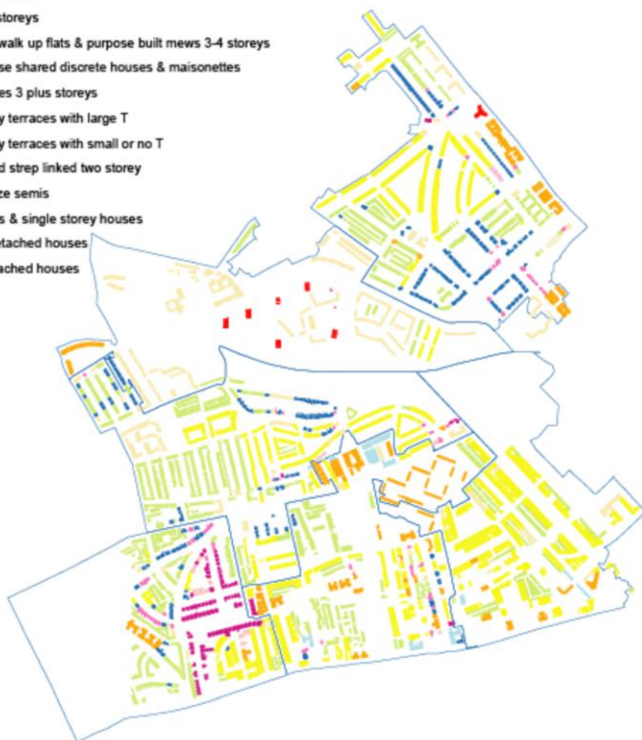 storeys
walk up flats & purpose built mews 3-4 storeys
se shared discrete houses & maisonettes
es 3 plus storeys
y terraces with large T
y terraces with small or no T
d strep linked two storey
ze semis
s & single storey houses
etached houses
ached houses